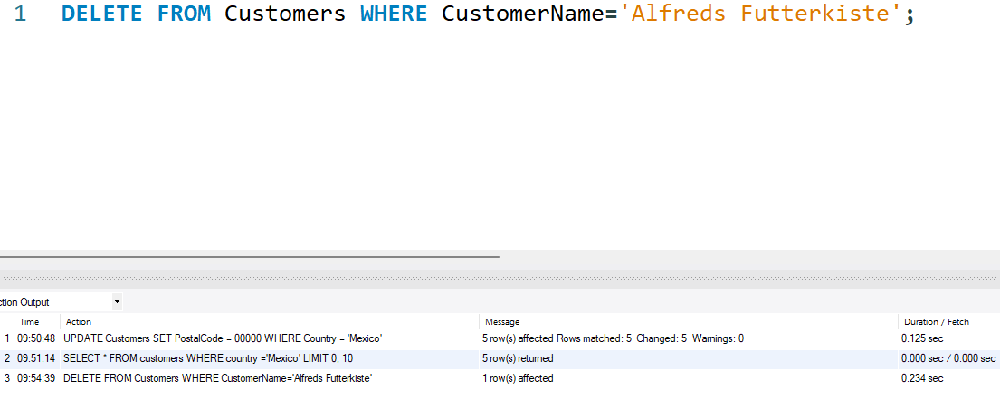 1 DELETE FROM Customers WHERE CustomerName='Alfreds Futterkiste';
ction Output
Time Action Message Duration / Fetch
1 09:50:48 UPDATE Customers SET PostalCode = 00000 WHERE Country = 'Mexico' 5 row(s) affected Rows matched: 5 Changed: 5 Warnings: 0 0.125 sec
2 09:51:14 SELECT * FROM customers WHERE country ='Mexico' LIMIT 0, 10 5 row(s) returned 0.000 sec / 0.000 sec
3 09:54:39 DELETE FROM Customers WHERE CustomerName='Alfreds Futterkiste' 1 row(s) affected 0.234 sec